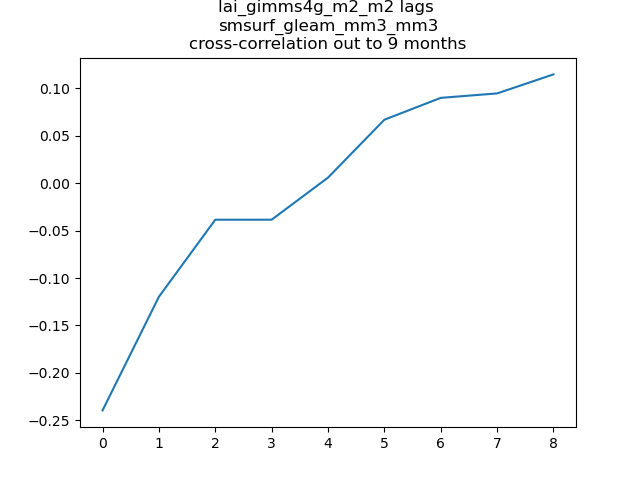 lai_gimms4g_m2_m2 lags
smsurf_gleam_mm3_mm3
cross-correlation out to 9 months
0.10
0.05
0.00
−0.05
−0.10
−0.15
−0.20
−0.25
0 1 2 3 4 5 6 7 8